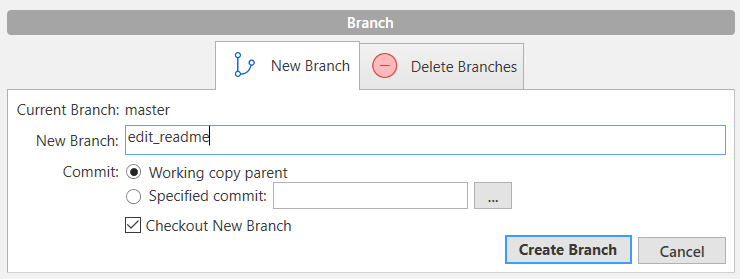 Branch
New Branch
Delete Branches
Current Branch: master
New Branch: edit_readme
Commit: Working copy parent
Specified commit: ...
Checkout New Branch
Create Branch Cancel